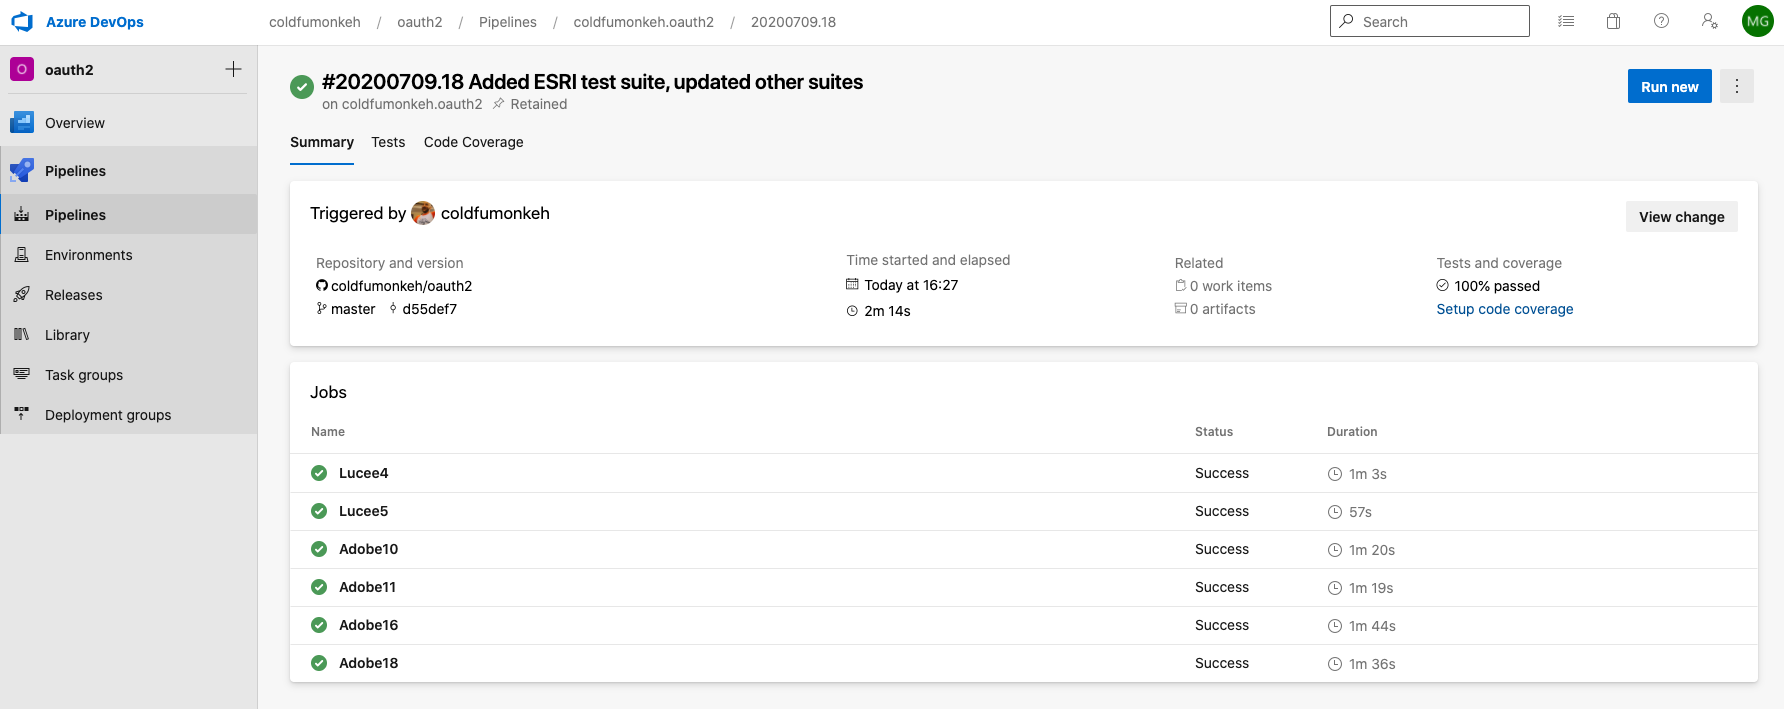 Azure DevOps
coldfumonkeh / oauth2 / Pipelines / coldfumonkeh.oauth2 / 20200709.18
Search
MG
O oauth2
Overview
Pipelines
Pipelines
Environments
Releases
Library
Task groups
Deployment groups
#20200709.18 Added ESRI test suite, updated other suites
on coldfumonkeh.oauth2 Retained
Run new
Summary Tests Code Coverage
Triggered by coldfumonkeh
View change
Repository and version
coldfumonkeh/oauth2
master d55def7
Time started and elapsed
Today at 16:27
2m 14s
Related
0 work items
0 artifacts
Tests and coverage
100% passed
Setup code coverage
Jobs
Name Status Duration
Lucee4 Success 1m 3s
Lucee5 Success 57s
Adobe10 Success 1m 20s
Adobe11 Success 1m 19s
Adobe16 Success 1m 44s
Adobe18 Success 1m 36s